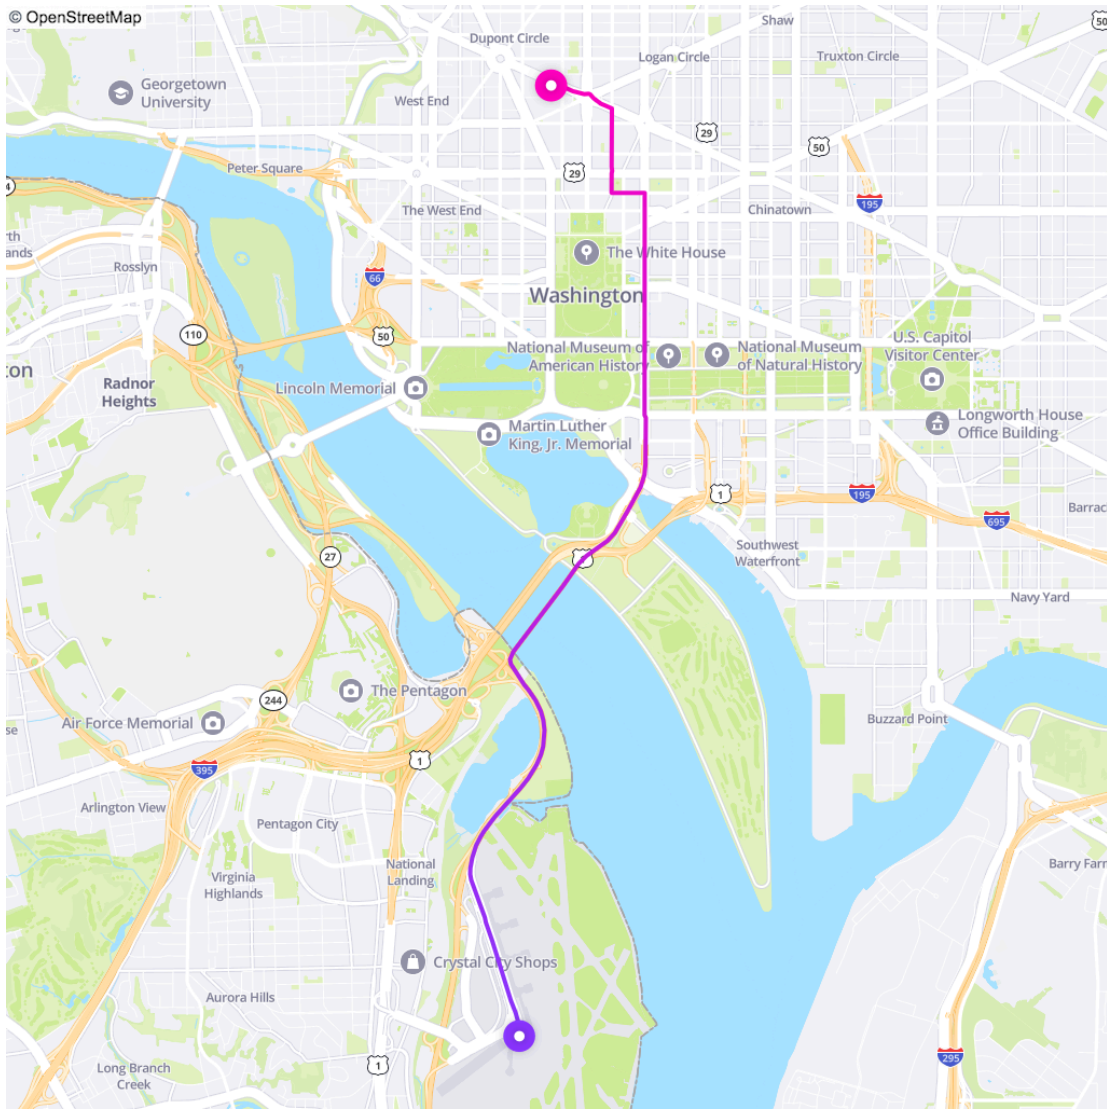 © OpenStreetMap
Dupont Circle
Shaw
50
Logan Circle
Truxton Circle
Georgetown
University
West End
29
50
Peter Square
29
The West End
Chinatown
195
Rosslyn
The White House
66
Washington
110
50
National Museum of
American History
National Museum
of Natural History
U.S. Capitol
Visitor Center
Radnor
Heights
Lincoln Memorial
Martin Luther
King, Jr. Memorial
Longworth House
Office Building
1
195
695
Barrac
27
Southwest
Waterfront
Navy Yard
The Pentagon
244
Air Force Memorial
Buzzard Point
1
395
Arlington View
Pentagon City
National
Landing
Virginia
Highlands
Barry Farm
Crystal City Shops
Aurora Hills
Long Branch
Creek
1
295